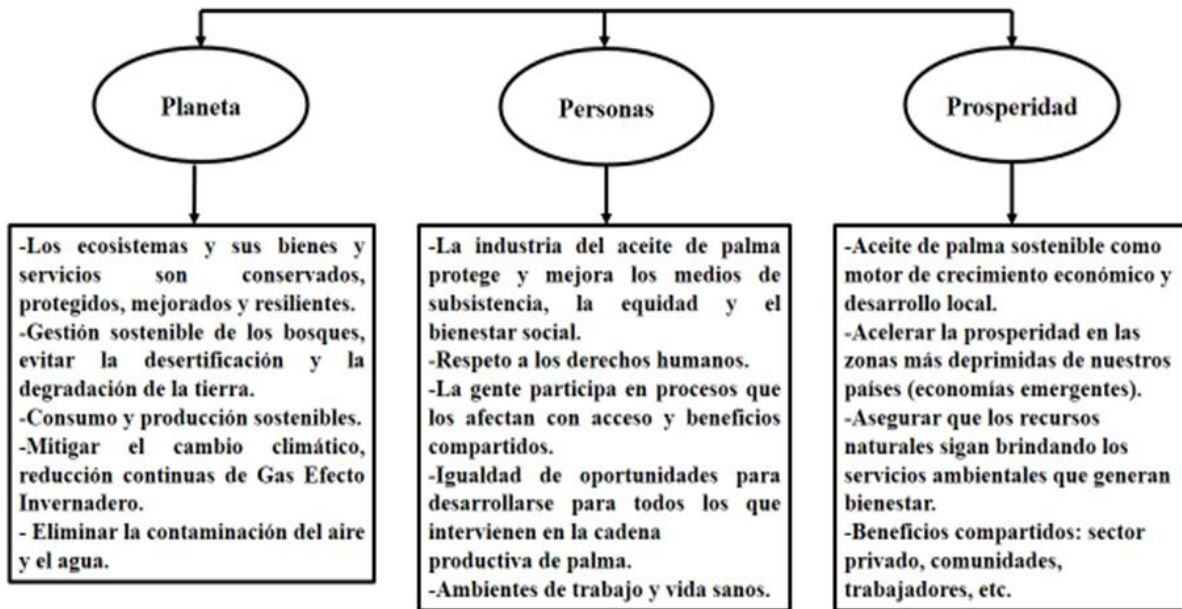 Planeta
Personas
Prosperidad
-Los ecosistemas y sus bienes y
servicios son conservados,
protegidos, mejorados y resilientes.
-Gestión sostenible de los bosques,
evitar la desertificación y la
degradación de la tierra.
-Consumo y producción sostenibles.
-Mitigar el cambio climático,
reducción continuas de Gas Efecto
Invernadero.
- Eliminar la contaminación del aire
y el agua.
-La industria del aceite de palma
protege y mejora los medios de
subsistencia, la equidad y el
bienestar social.
-Respeto a los derechos humanos.
-La gente participa en procesos que
los afectan con acceso y beneficios
compartidos.
-Igualdad de oportunidades para
desarrollarse para todos los que
intervienen en la cadena
productiva de palma.
-Ambientes de trabajo y vida sanos.
-Aceite de palma sostenible como
motor de crecimiento económico y
desarrollo local.
-Acelerar la prosperidad en las
zonas más deprimidas de nuestros
países (economías emergentes).
-Asegurar que los recursos
naturales sigan brindando los
servicios ambientales que generan
bienestar.
-Beneficios compartidos: sector
privado, comunidades,
trabajadores, etc.